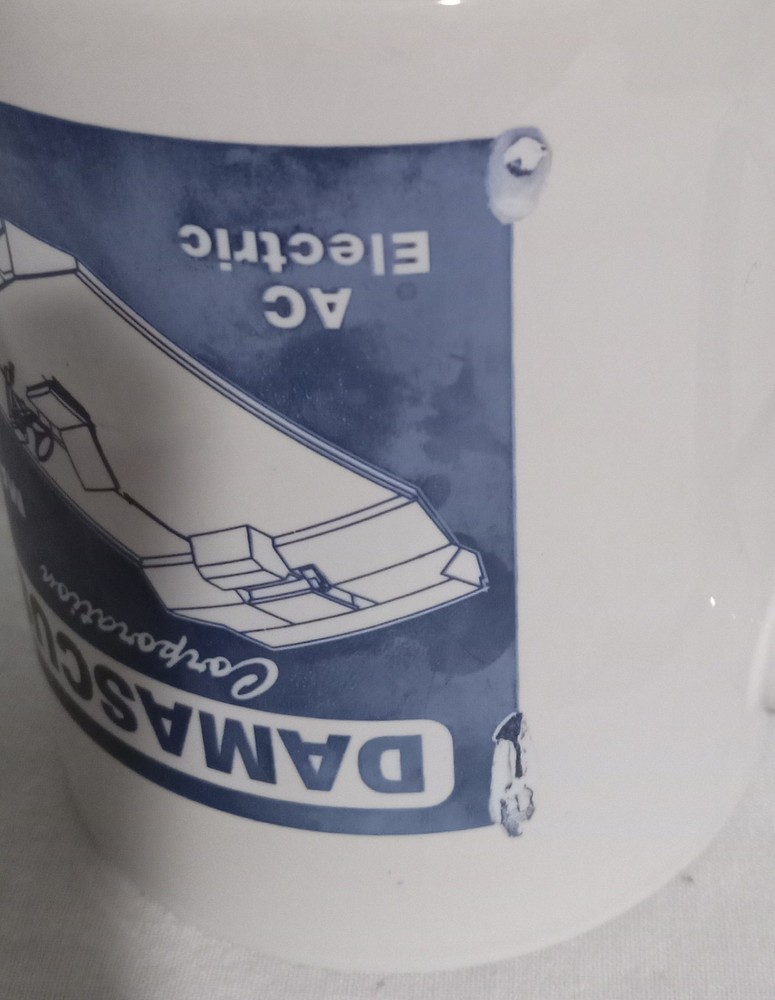 DAMASCU
Corporation
AC
Electric